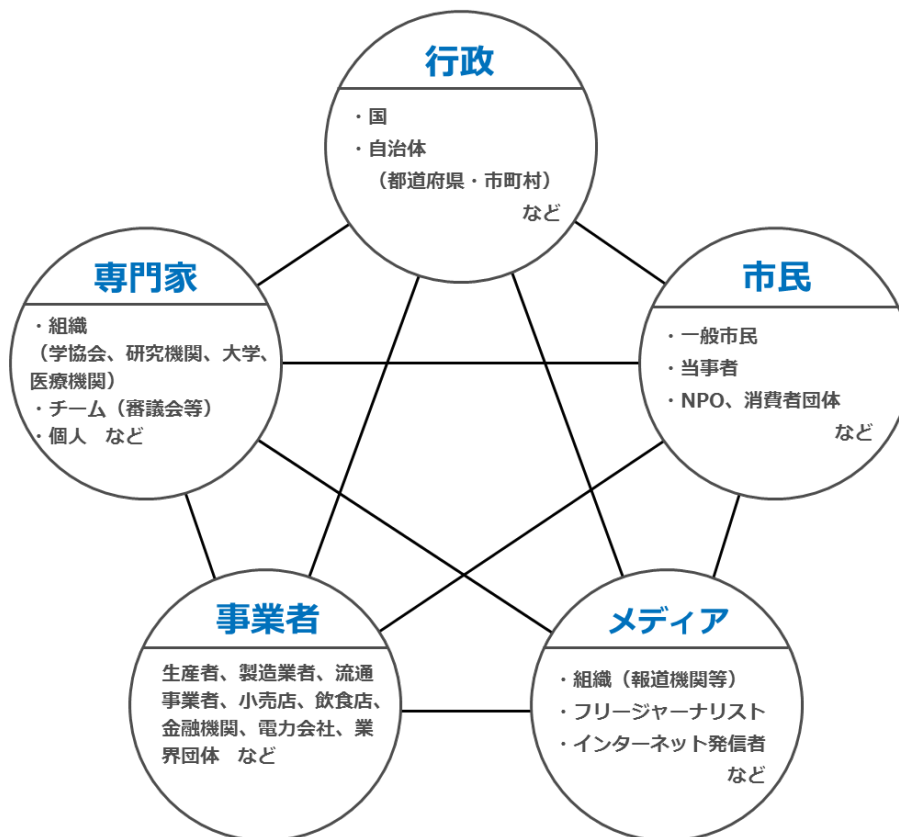 行政
・国
・自治体
（都道府県・市町村）
など
専門家
・組織
（学協会、研究機関、大学、
医療機関）
・チーム（審議会等）
・個人　など
市民
・一般市民
・当事者
・NPO、消費者団体
など
事業者
生産者、製造業者、流通
事業者、小売店、飲食店、
金融機関、電力会社、業
界団体　など
メディア
・組織（報道機関等）
・フリージャーナリスト
・インターネット発信者
など